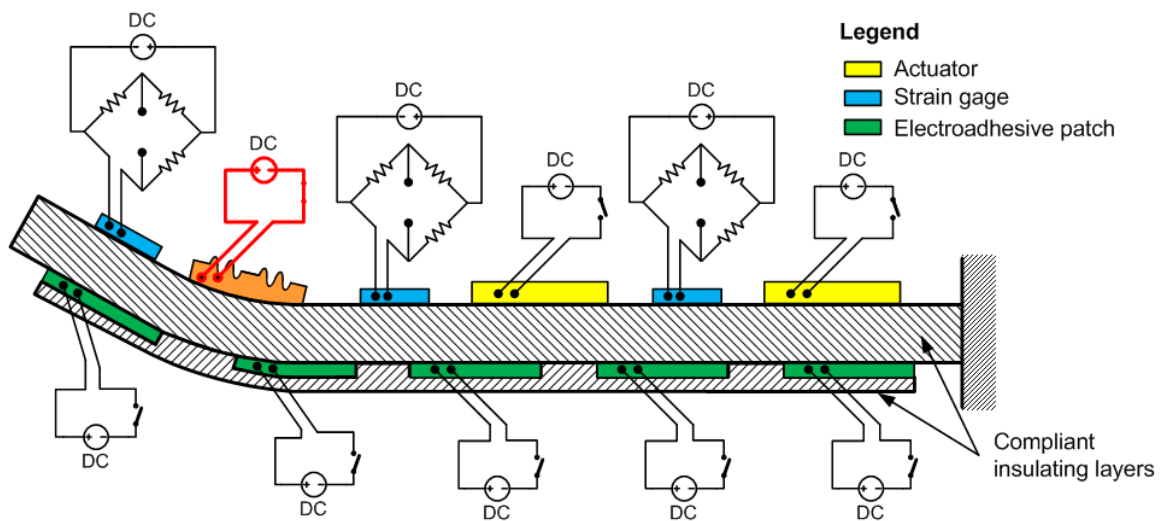 DC
Legend
Actuator
Strain gage
Electroadhesive patch
DC
DC
DC
DC
DC
Compliant
insulating layers
DC
DC
DC
DC
DC